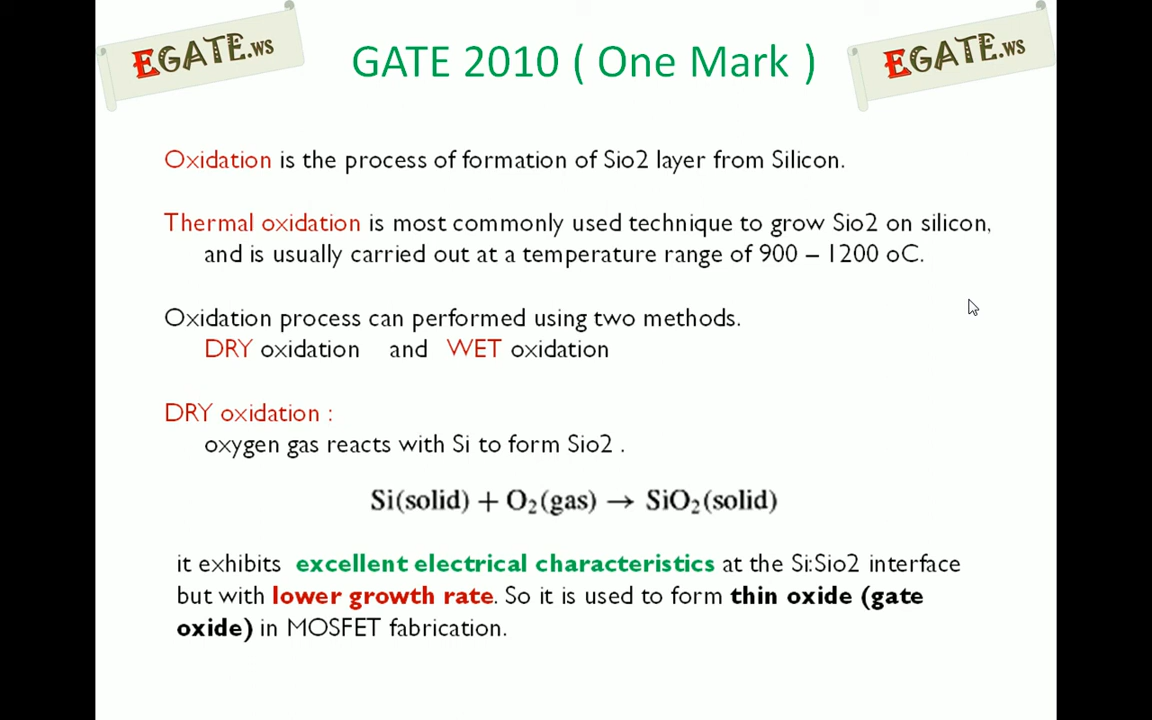 EGATE.ws
GATE 2010 ( One Mark )
EGATE.ws
Oxidation is the process of formation of Sio2 layer from Silicon.
Thermal oxidation is most commonly used technique to grow Sio2 on silicon,
and is usually carried out at a temperature range of 900 – 1200 oC.
Oxidation process can performed using two methods.
DRY oxidation and WET oxidation
DRY oxidation :
oxygen gas reacts with Si to form Sio2 .
Si(solid) + O₂(gas) → SiO₂(solid)
it exhibits excellent electrical characteristics at the Si:Sio2 interface
but with lower growth rate. So it is used to form thin oxide (gate
oxide) in MOSFET fabrication.